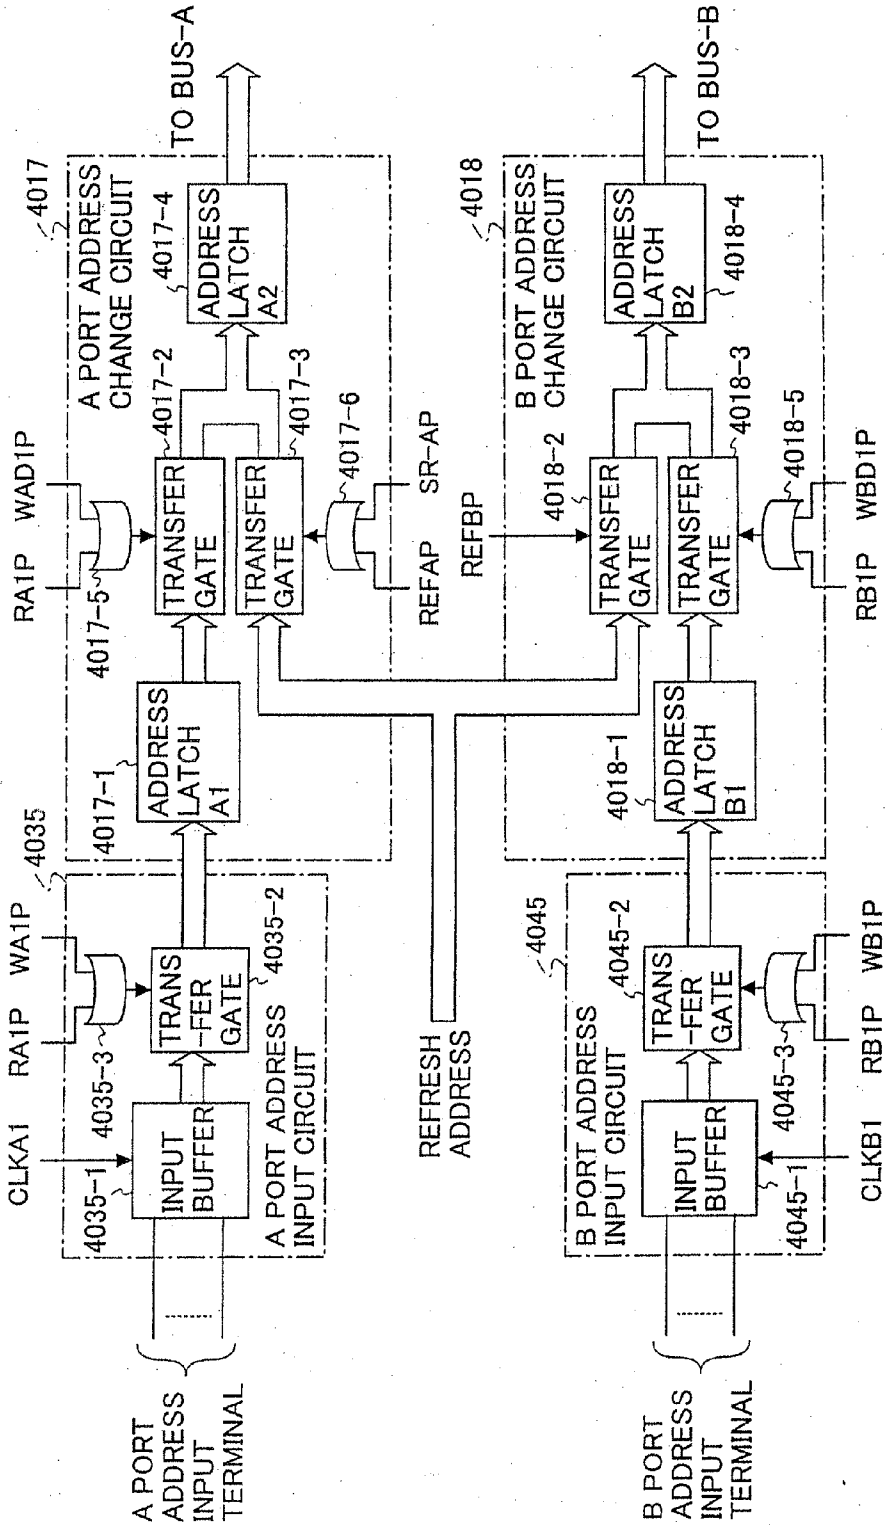 RA1P
WAD1P
4017
A PORT ADDRESS
CHANGE CIRCUIT
4017-5
4017-2
4017-4
TRANSFER
GATE
ADDRESS
LATCH
A2
TO BUS-A
4017-1
ADDRESS
LATCH
A1
TRANSFER
GATE
4017-3
4017-6
REFAP
SR-AP
4035
CLKA1
RA1P
WA1P
4035-1
4035-3
INPUT
BUFFER
TRANS
-FER
GATE
4035-2
A PORT ADDRESS
INPUT CIRCUIT
A PORT
ADDRESS
INPUT
TERMINAL
REFRESH
ADDRESS
REFBP
4018
B PORT ADDRESS
CHANGE CIRCUIT
4018-2
TRANSFER
GATE
ADDRESS
LATCH
B2
4018-4
TO BUS-B
4018-1
ADDRESS
LATCH
B1
TRANSFER
GATE
4018-3
4018-5
RB1P
WBD1P
4045
B PORT ADDRESS
INPUT CIRCUIT
4045-2
INPUT
BUFFER
TRANS
-FER
GATE
4045-1
4045-3
CLKB1
RB1P
WB1P
B PORT
ADDRESS
INPUT
TERMINAL